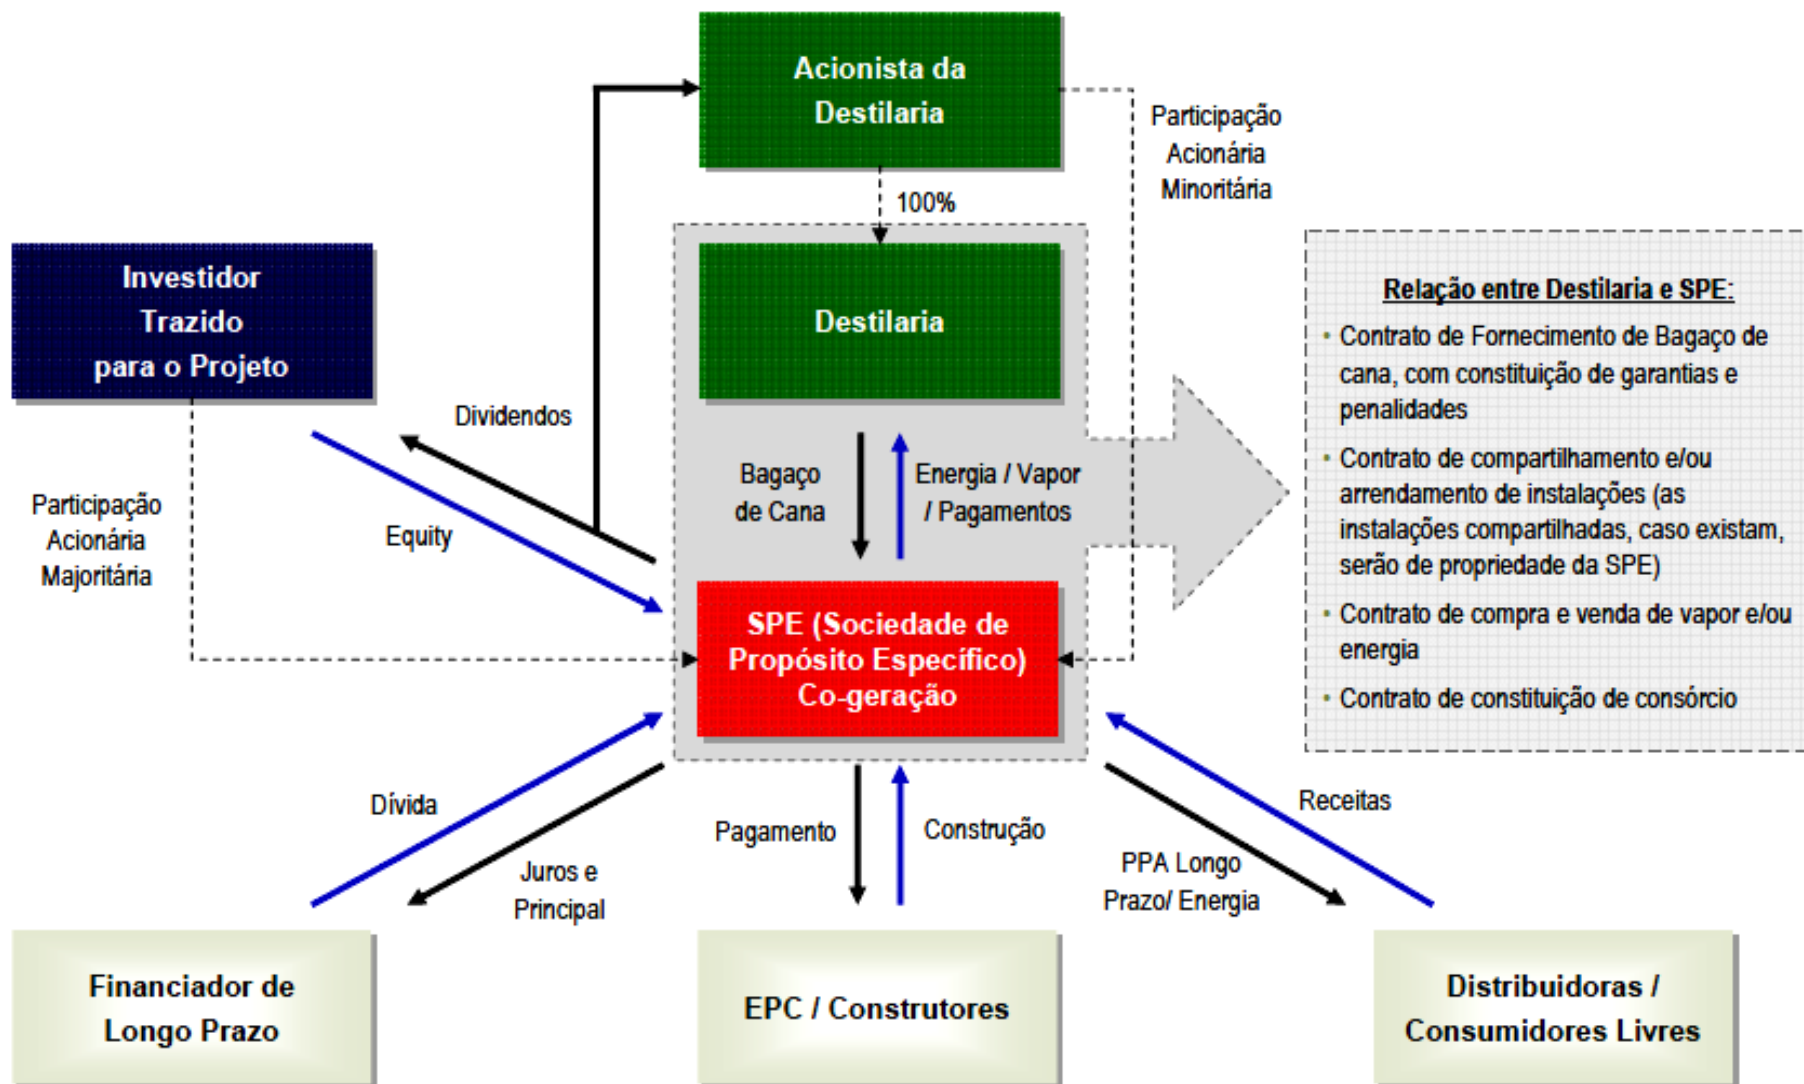 Acionista da
Destilaria
Participação
Acionária
Minoritária
100%
Investidor
Trazido
para o Projeto
Destilaria
Relação entre Destilaria e SPE:
• Contrato de Fornecimento de Bagaço de
cana, com constituição de garantias e
penalidades
• Contrato de compartilhamento e/ou
arrendamento de instalações (as
instalações compartilhadas, caso existam,
serão de propriedade da SPE)
• Contrato de compra e venda de vapor e/ou
energia
• Contrato de constituição de consórcio
Dividendos
Bagaço
de Cana
Energia / Vapor
/ Pagamentos
Participação
Acionária
Majoritária
Equity
SPE (Sociedade de
Propósito Específico)
Co-geração
Dívida
Juros e
Principal
Pagamento
Construção
Receitas
PPA Longo
Prazo/ Energia
Financiador de
Longo Prazo
EPC / Construtores
Distribuidoras /
Consumidores Livres